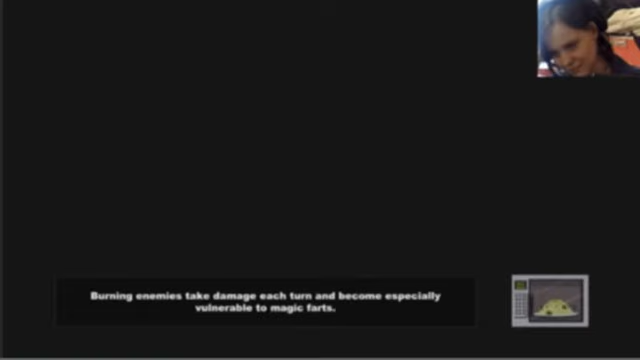 Burning enemies take damage each turn and become especially
vulnerable to magic farts.